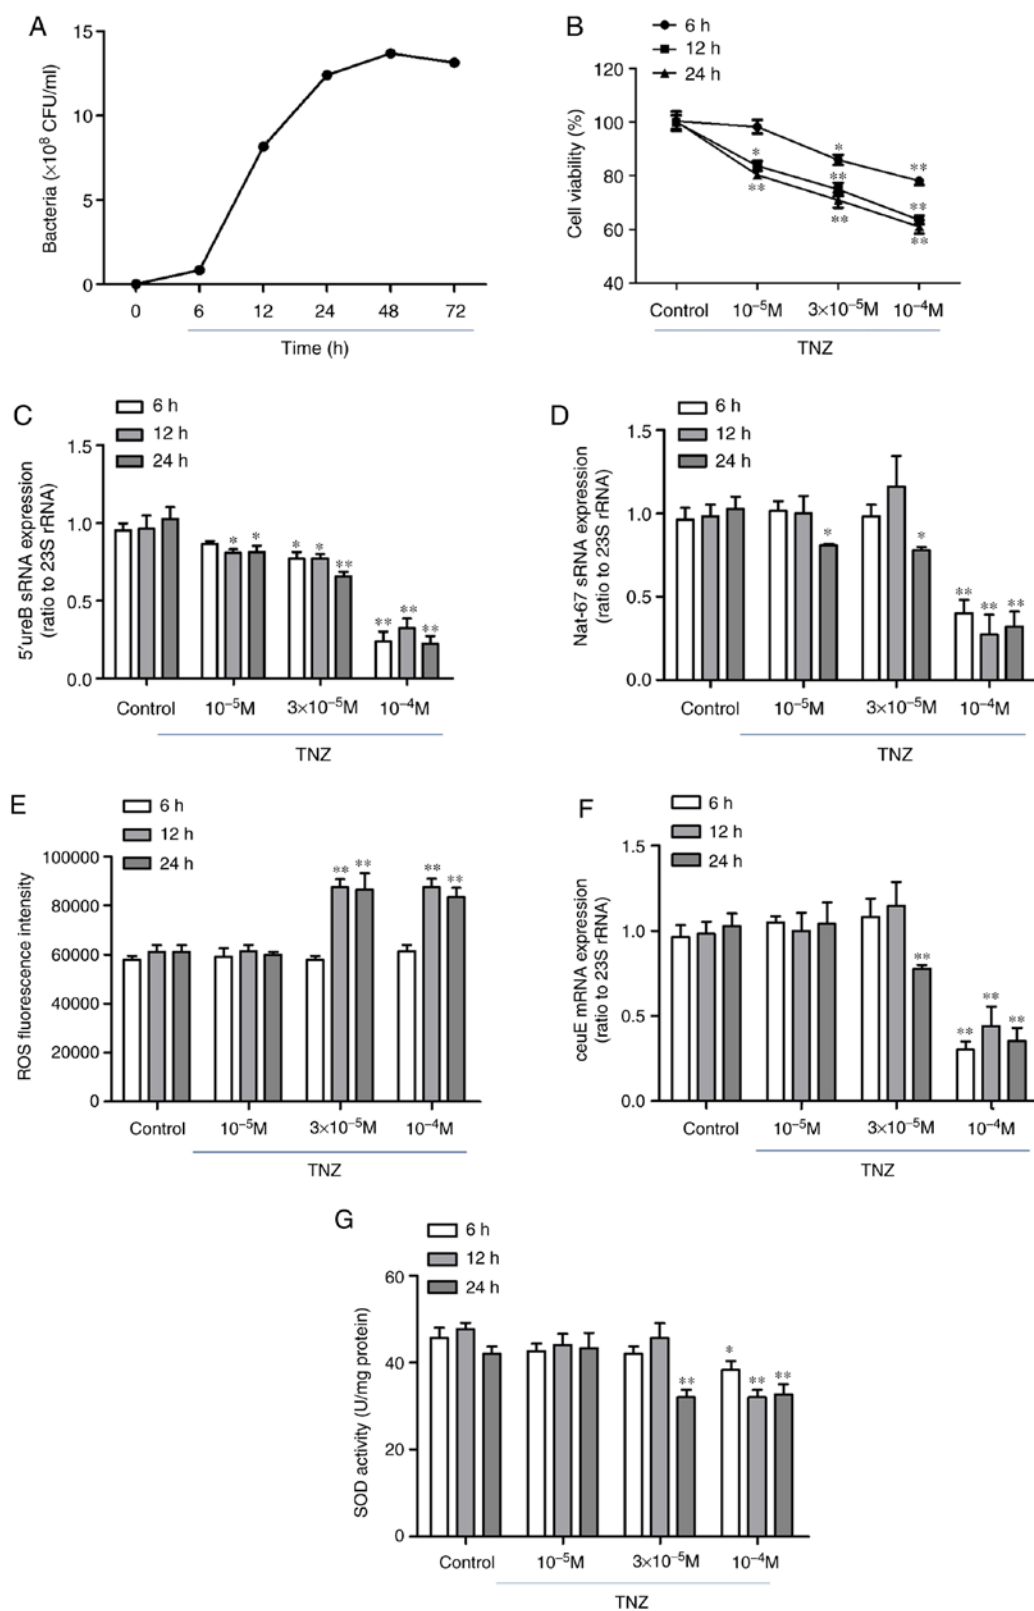 A
Bacteria (×10⁸ CFU/ml)
15
10
5
0
0 6 12 24 48 72
Time (h)
B
6 h
12 h
24 h
Cell viability (%)
120
100
80
60
40
*
**
*
**
**
**
**
**
Control 10⁻⁵M 3×10⁻⁵M 10⁻⁴M
TNZ
C
6 h
12 h
24 h
5′ureB sRNA expression
(ratio to 23S rRNA)
1.5
1.0
0.5
0.0
* * * * ** ** ** **
Control 10⁻⁵M 3×10⁻⁵M 10⁻⁴M
TNZ
D
6 h
12 h
24 h
Nat-67 sRNA expression
(ratio to 23S rRNA)
1.5
1.0
0.5
0.0
* * ** ** **
Control 10⁻⁵M 3×10⁻⁵M 10⁻⁴M
TNZ
E
6 h
12 h
24 h
ROS fluorescence intensity
100000
80000
60000
40000
20000
0
** ** ** **
Control 10⁻⁵M 3×10⁻⁵M 10⁻⁴M
TNZ
F
6 h
12 h
24 h
ceuE mRNA expression
(ratio to 23S rRNA)
1.5
1.0
0.5
0.0
** ** ** **
Control 10⁻⁵M 3×10⁻⁵M 10⁻⁴M
TNZ
G
6 h
12 h
24 h
SOD activity (U/mg protein)
60
40
20
0
** * ** **
Control 10⁻⁵M 3×10⁻⁵M 10⁻⁴M
TNZ